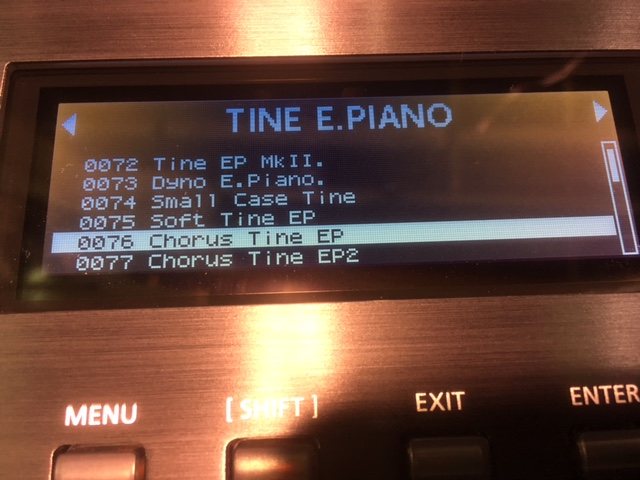 TINE E.PIANO
0072 Tine EP MkII.
0073 Dyno E.Piano.
0074 Small Case Tine
0075 Soft Tine EP
0076 Chorus Tine EP
0077 Chorus Tine EP2
MENU [ SHIFT ] EXIT ENTER